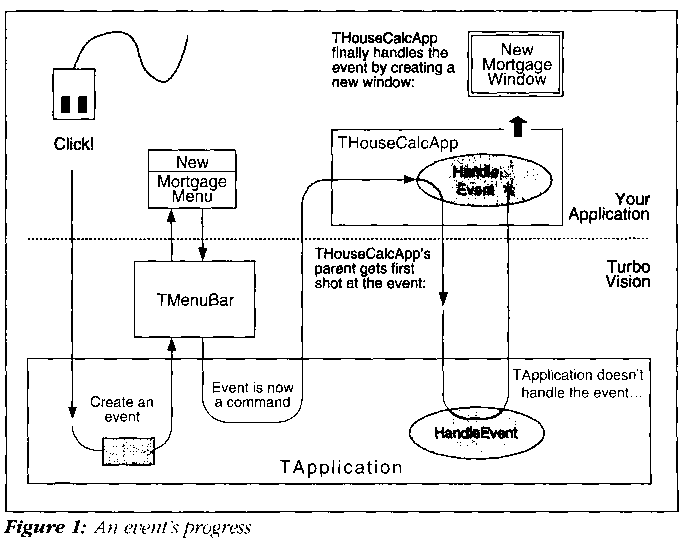 THouseCalcApp
finally handles the
event by creating a
new window:
New
Mortgage
Window
Click!
THouseCalcApp
Handle
Event
New
Mortgage
Menu
Your
Application
THouseCalcApp's
parent gets first
shot at the event:
Turbo
Vision
TMenuBar
Create an
event
Event is now
a command
TApplication doesn't
handle the event...
HandleEvent
TApplication
Figure 1: An event's progress